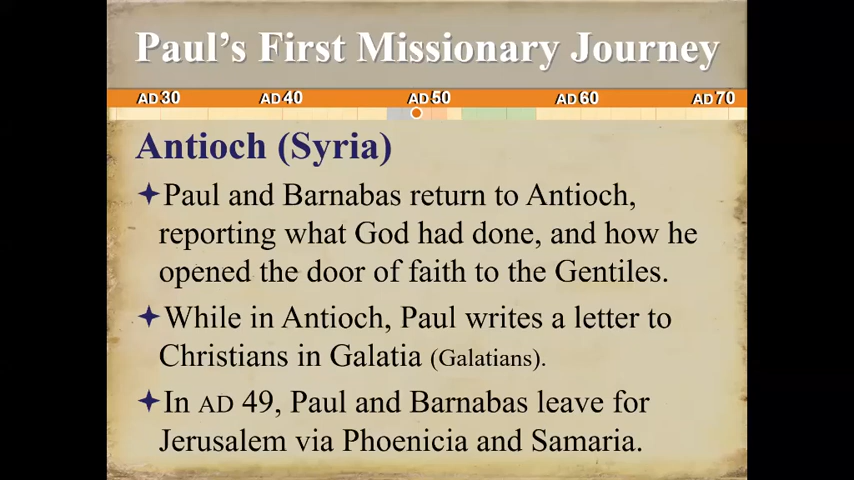 Paul's First Missionary Journey
AD 30 AD 40 AD 50 AD 60 AD 70
Antioch (Syria)
✦Paul and Barnabas return to Antioch,
reporting what God had done, and how he
opened the door of faith to the Gentiles.
✦While in Antioch, Paul writes a letter to
Christians in Galatia (Galatians).
✦In AD 49, Paul and Barnabas leave for
Jerusalem via Phoenicia and Samaria.